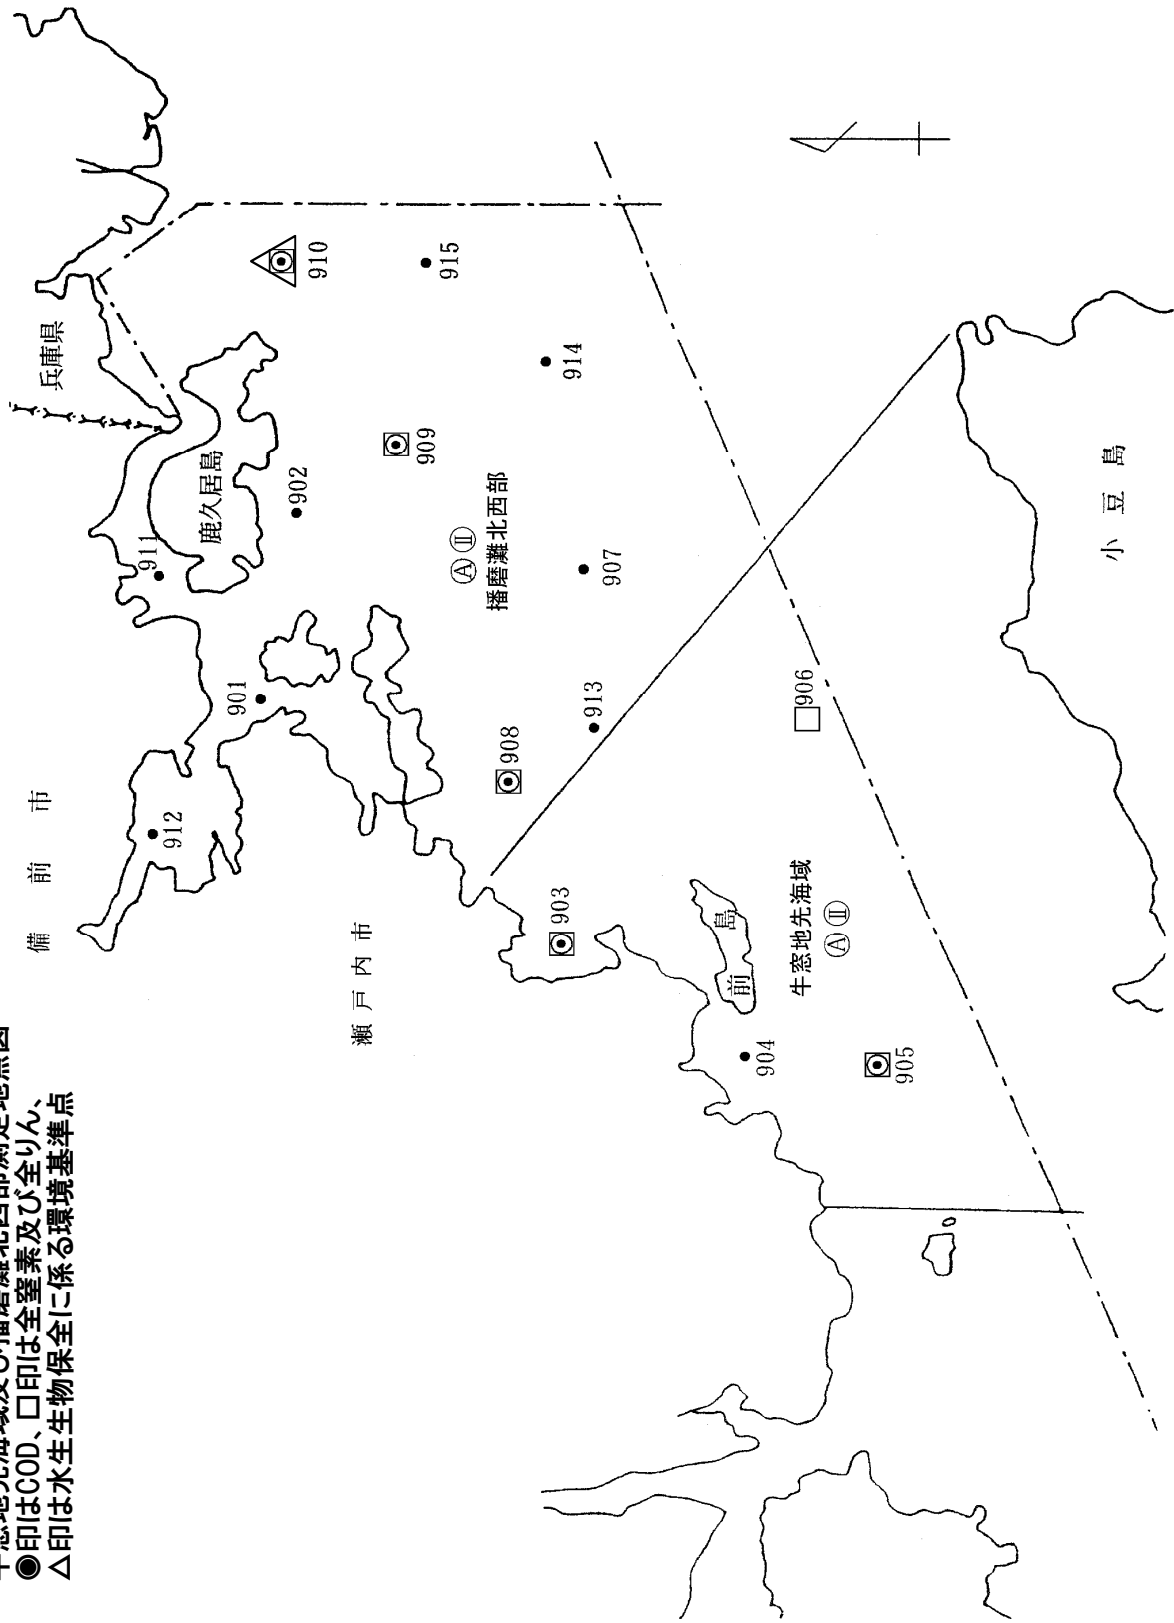 牛窓地先海域及び播磨灘北西部測定地点図
◉印はCOD、□印は全窒素及び全りん、
△印は水生生物保全に係る環境基準点
備前市
兵庫県
912
901
911
鹿久居島
902
910
915
914
909
Ⓐ Ⅱ
播磨灘北西部
907
913
908
瀬戸内市
903
906
前島
牛窓地先海域
Ⓐ Ⅱ
904
905
小豆島